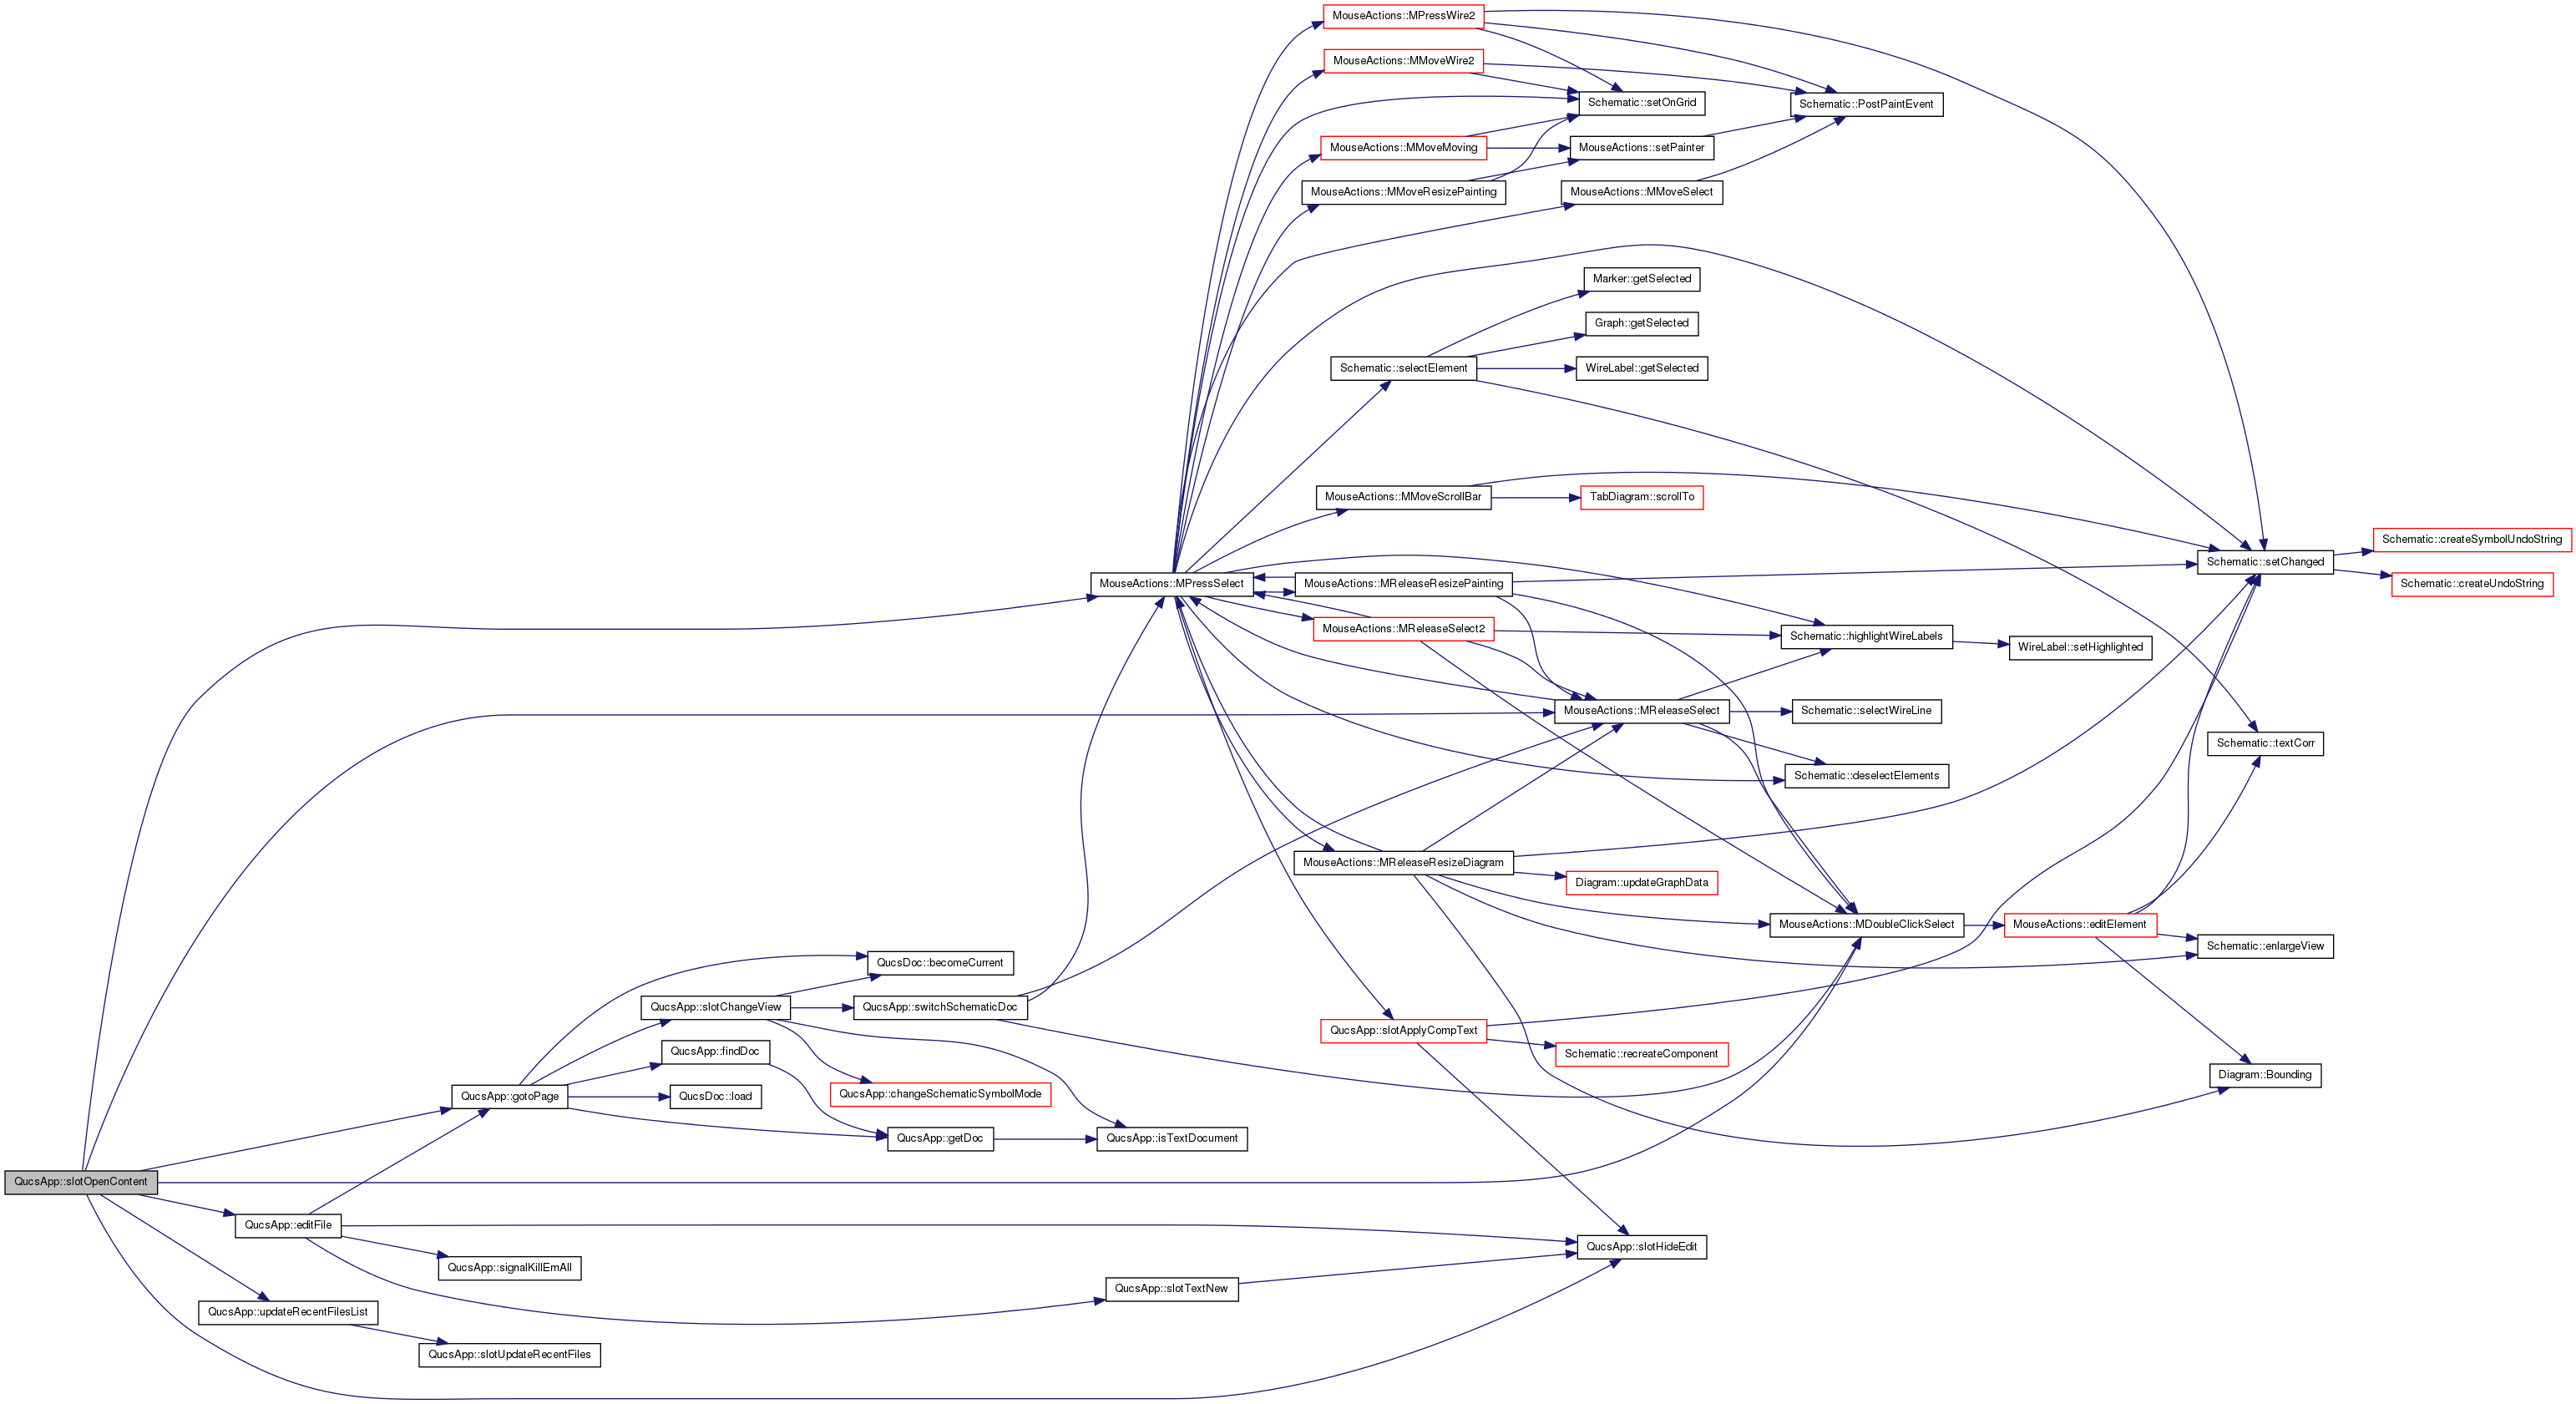 MouseActions::MPressWire2
MouseActions::MMoveWire2
Schematic::setOnGrid
Schematic::PostPaintEvent
MouseActions::MMoveMoving
MouseActions::setPainter
MouseActions::MMoveResizePainting
MouseActions::MMoveSelect
Marker::getSelected
Graph::getSelected
Schematic::selectElement
WireLabel::getSelected
MouseActions::MMoveScrollBar
TabDiagram::scrollTo
Schematic::createSymbolUndoString
Schematic::setChanged
MouseActions::MPressSelect
MouseActions::MReleaseResizePainting
Schematic::createUndoString
MouseActions::MReleaseSelect2
Schematic::highlightWireLabels
WireLabel::setHighlighted
MouseActions::MReleaseSelect
Schematic::selectWireLine
Schematic::textCorr
Schematic::deselectElements
MouseActions::MReleaseResizeDiagram
Diagram::updateGraphData
MouseActions::MDoubleClickSelect
MouseActions::editElement
Schematic::enlargeView
QucsDoc::becomeCurrent
QucsApp::slotChangeView
QucsApp::switchSchematicDoc
QucsApp::slotApplyCompText
QucsApp::findDoc
Schematic::recreateComponent
Diagram::Bounding
QucsApp::gotoPage
QucsDoc::load
QucsApp::changeSchematicSymbolMode
QucsApp::getDoc
QucsApp::isTextDocument
QucsApp::slotOpenContent
QucsApp::editFile
QucsApp::slotHideEdit
QucsApp::signalKillEmAll
QucsApp::slotTextNew
QucsApp::updateRecentFilesList
QucsApp::slotUpdateRecentFiles